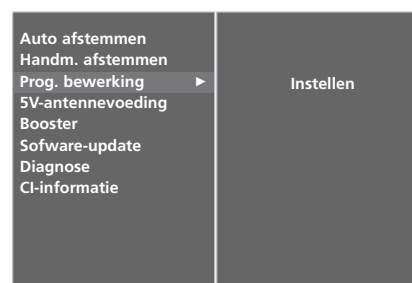 Auto afstemmen
Handm. afstemmen
Prog. bewerking ►
5V-antennevoeding
Booster
Sofware-update
Diagnose
CI-informatie
Instellen